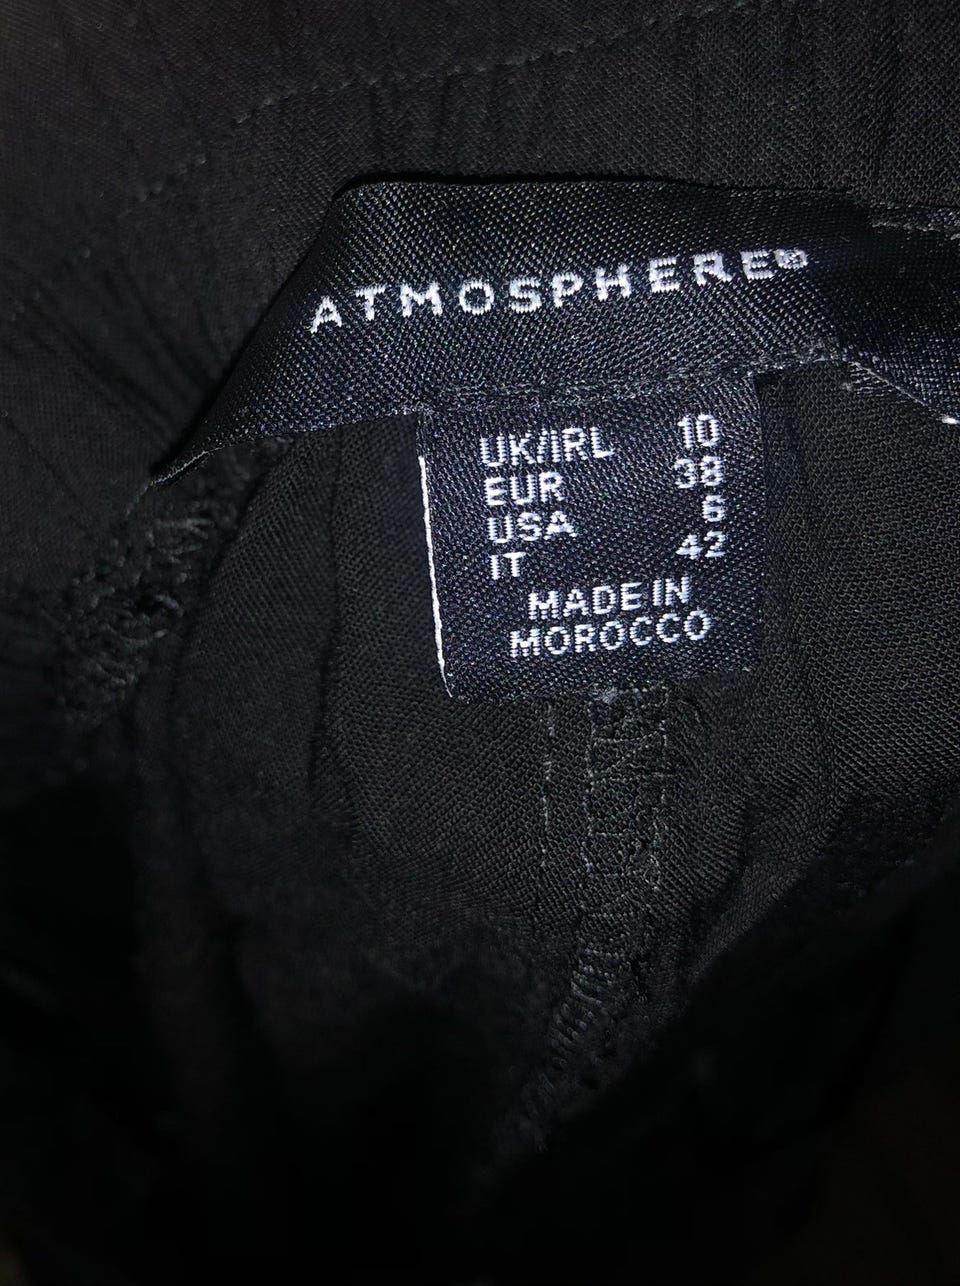 ATMOSPHERE®
UK/IRL 10
EUR 38
USA 6
IT 42
MADE IN
MOROCCO